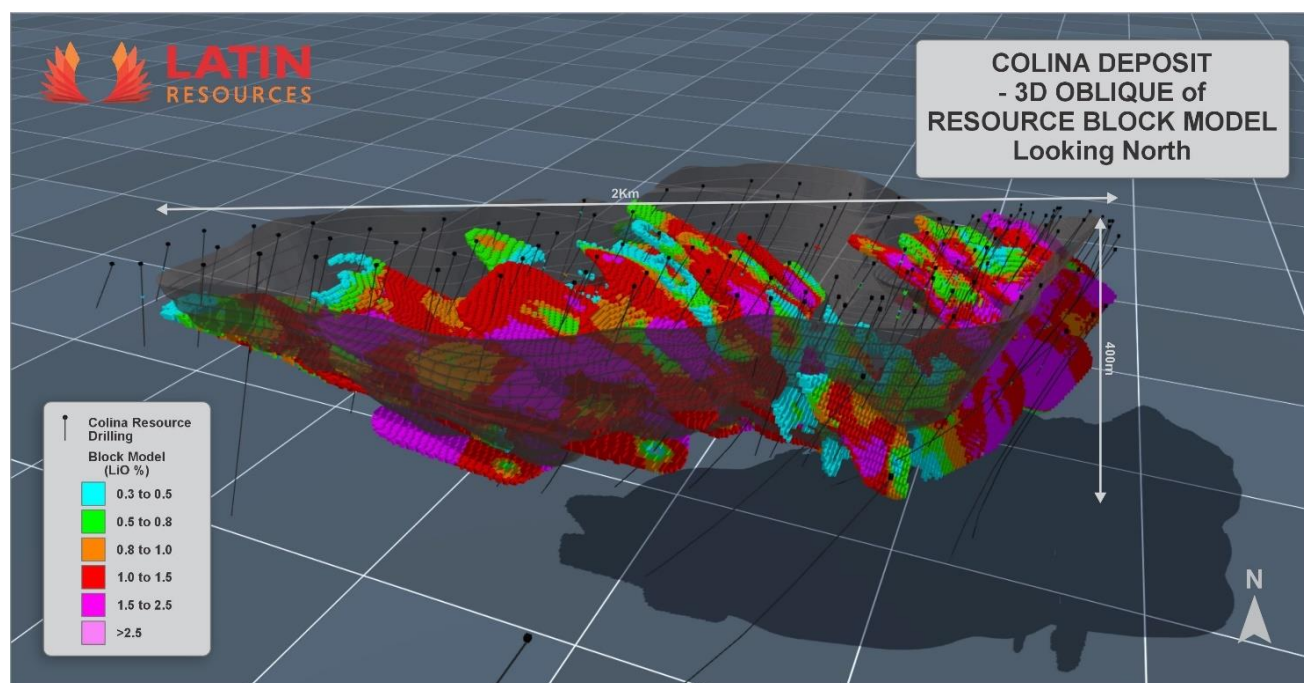 LATIN
RESOURCES
COLINA DEPOSIT
- 3D OBLIQUE of
RESOURCE BLOCK MODEL
Looking North
2Km
400m
Colina Resource
Drilling
Block Model
(LiO %)
0.3 to 0.5
0.5 to 0.8
0.8 to 1.0
1.0 to 1.5
1.5 to 2.5
>2.5
N